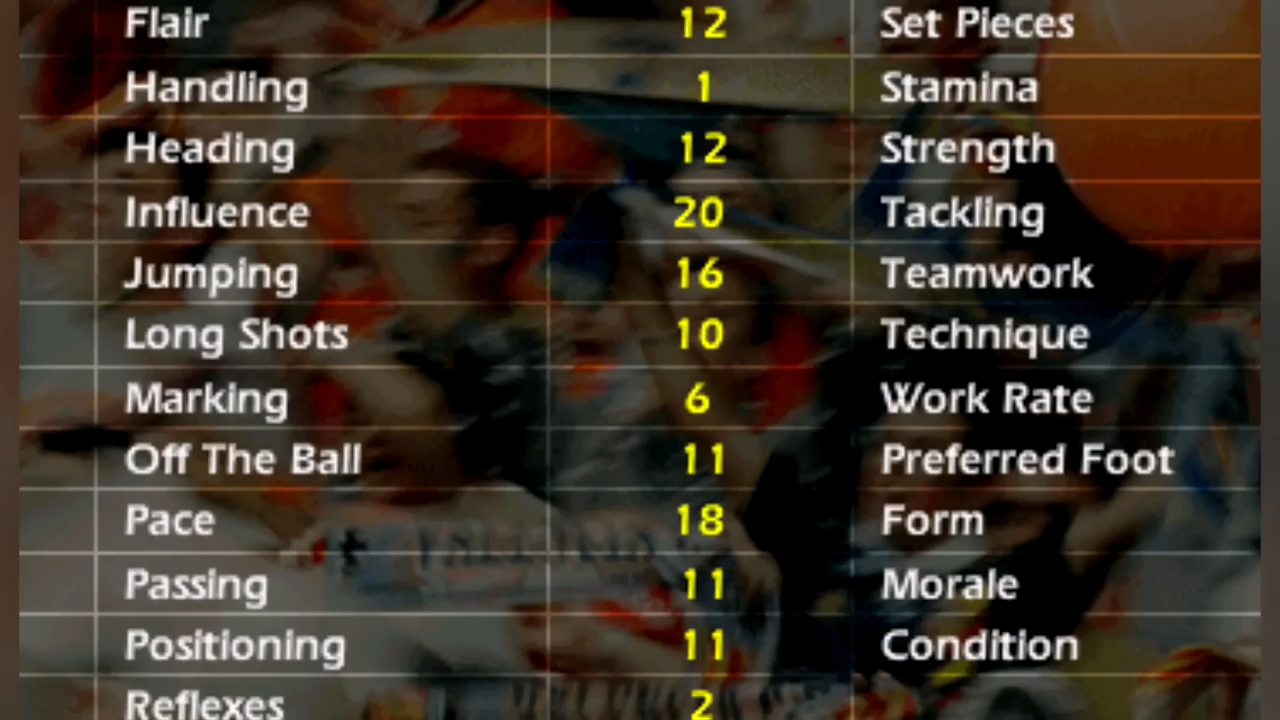 Flair 12 Set Pieces
Handling 1 Stamina
Heading 12 Strength
Influence 20 Tackling
Jumping 16 Teamwork
Long Shots 10 Technique
Marking 6 Work Rate
Off The Ball 11 Preferred Foot
Pace 18 Form
Passing 11 Morale
Positioning 11 Condition
Reflexes 2